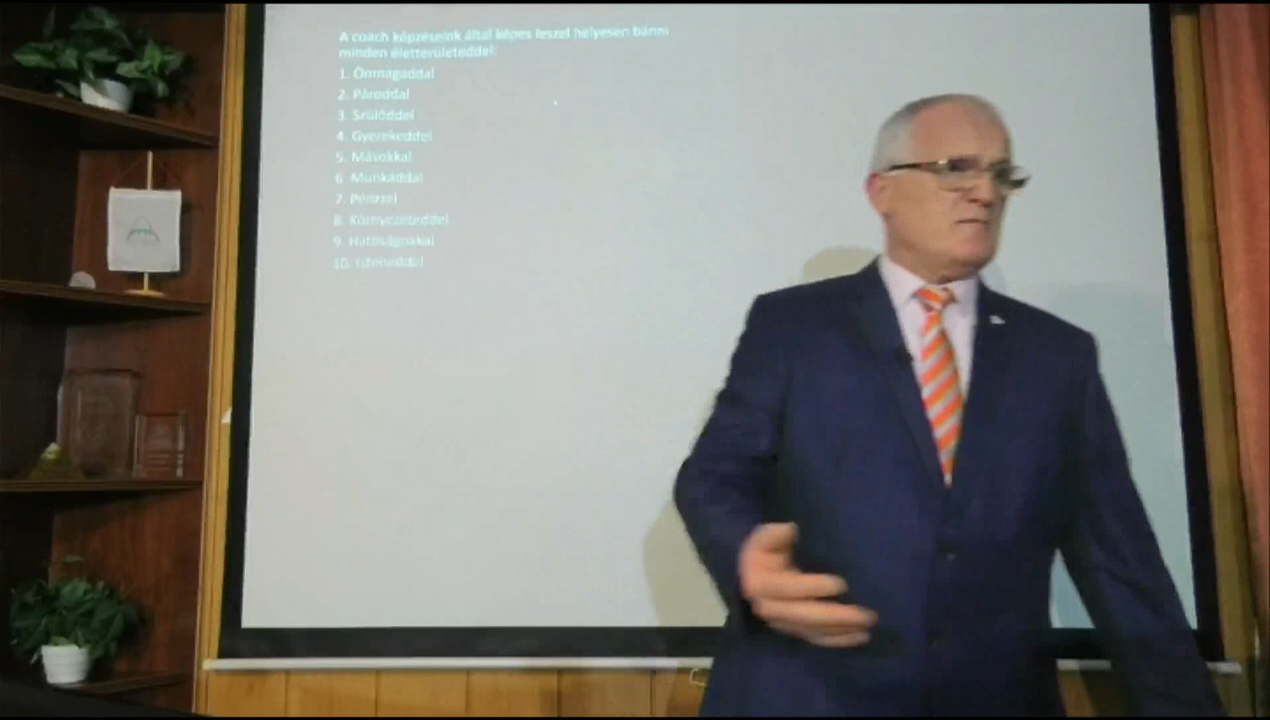 A coach képzéseink által képes leszel helyesen bánni
minden életterületeddel:
1. Önmagaddal
2. Pároddal
3. Szülőddel
4. Gyerekeddel
5. Másokkal
6. Munkáddal
7. Pénzzel
8. Környezeteddel
9. Hatóságokkal
10. Isteneddel